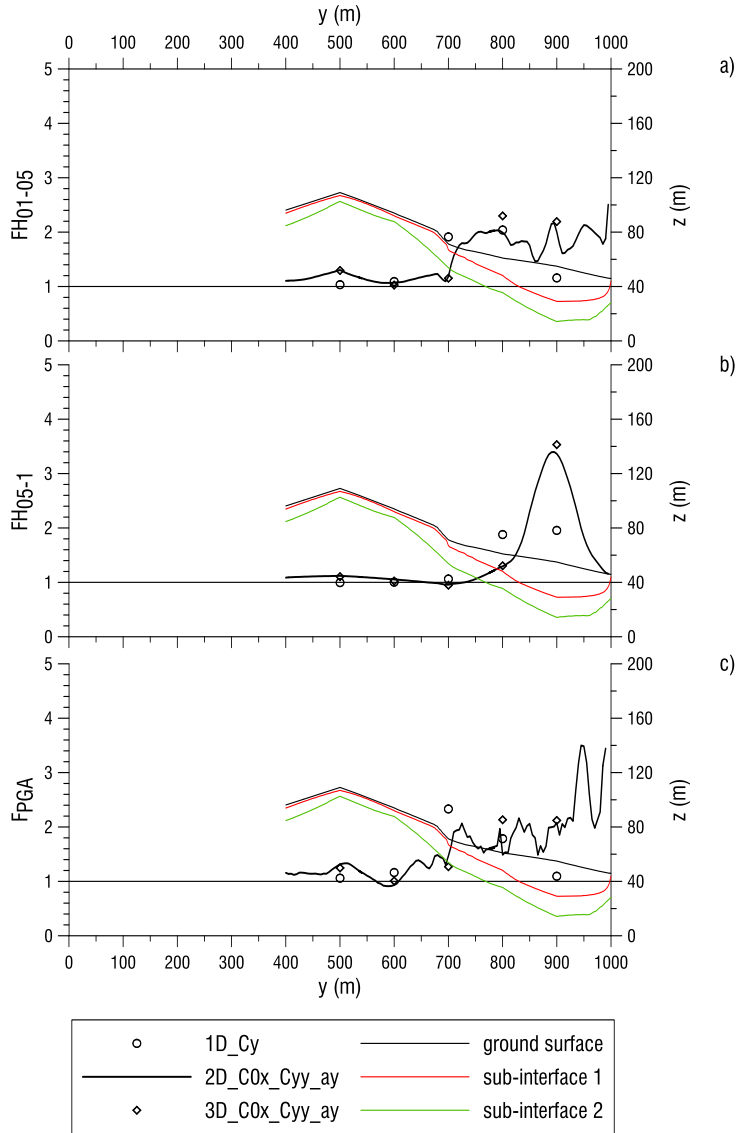 y (m)
0 100 200 300 400 500 600 700 800 900 1000
a)
5 4 3 2 1 0
FH01-05
200 160 120 80 40 0
z (m)
b)
5 4 3 2 1 0
FH05-1
200 160 120 80 40 0
z (m)
c)
5 4 3 2 1 0
FPGA
200 160 120 80 40 0
z (m)
0 100 200 300 400 500 600 700 800 900 1000
y (m)
1D_Cy ground surface
2D_C0x_Cyy_ay sub-interface 1
3D_C0x_Cyy_ay sub-interface 2